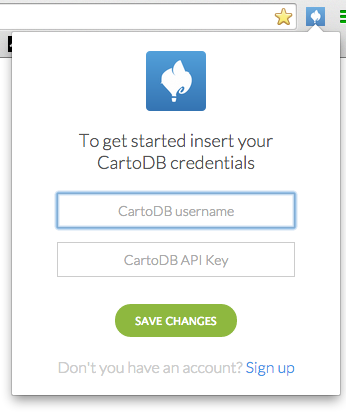 To get started insert your
CartoDB credentials
CartoDB username
CartoDB API Key
SAVE CHANGES
Don't you have an account? Sign up